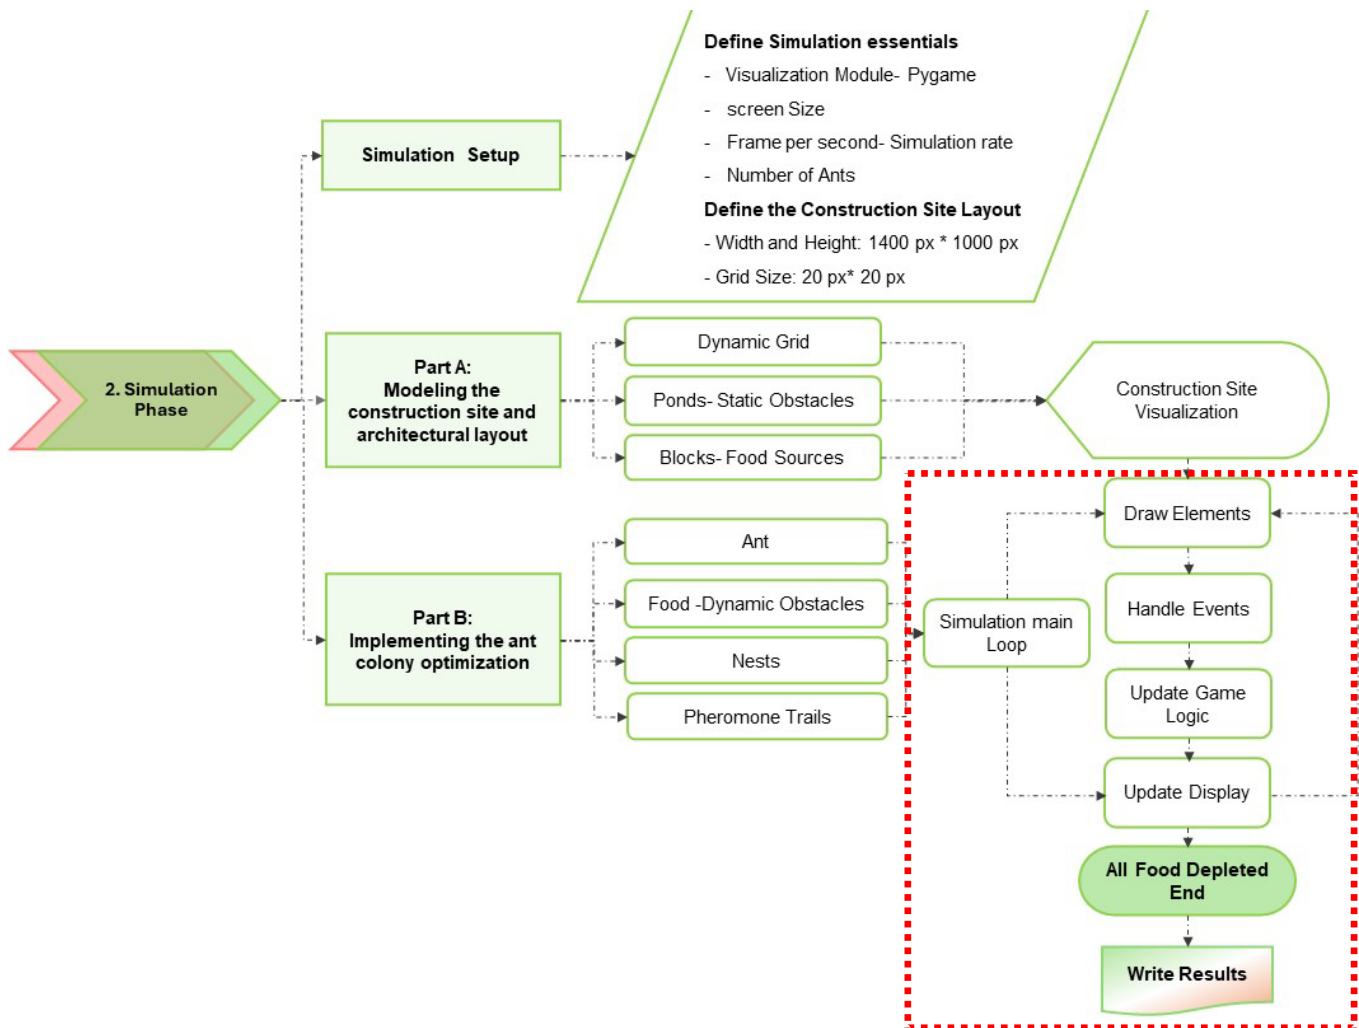 Define Simulation essentials
- Visualization Module- Pygame
- screen Size
- Frame per second- Simulation rate
- Number of Ants
Define the Construction Site Layout
- Width and Height: 1400 px * 1000 px
- Grid Size: 20 px* 20 px
Simulation Setup
2. Simulation
Phase
Part A:
Modeling the
construction site and
architectural layout
Dynamic Grid
Ponds- Static Obstacles
Blocks- Food Sources
Construction Site
Visualization
Part B:
Implementing the ant
colony optimization
Ant
Food -Dynamic Obstacles
Nests
Pheromone Trails
Simulation main
Loop
Draw Elements
Handle Events
Update Game
Logic
Update Display
All Food Depleted
End
Write Results